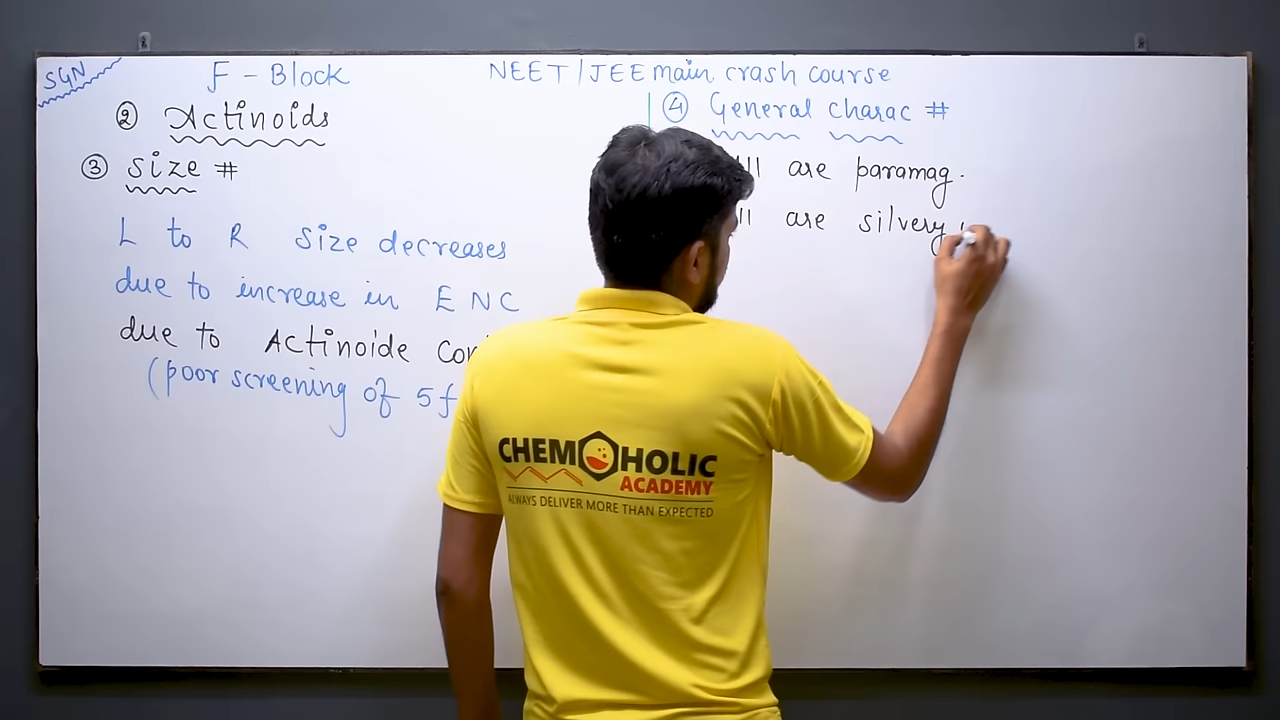 SGN
F - Block
NEET/JEE main crash course
② Actinoids
③ Size #
L to R Size decreases
due to increase in E N C
due to Actinoide
(poor screening of 5f
④ General charac #
are paramag.
are silvery
CHEMOHOLIC
ACADEMY
ALWAYS DELIVER MORE THAN EXPECTED